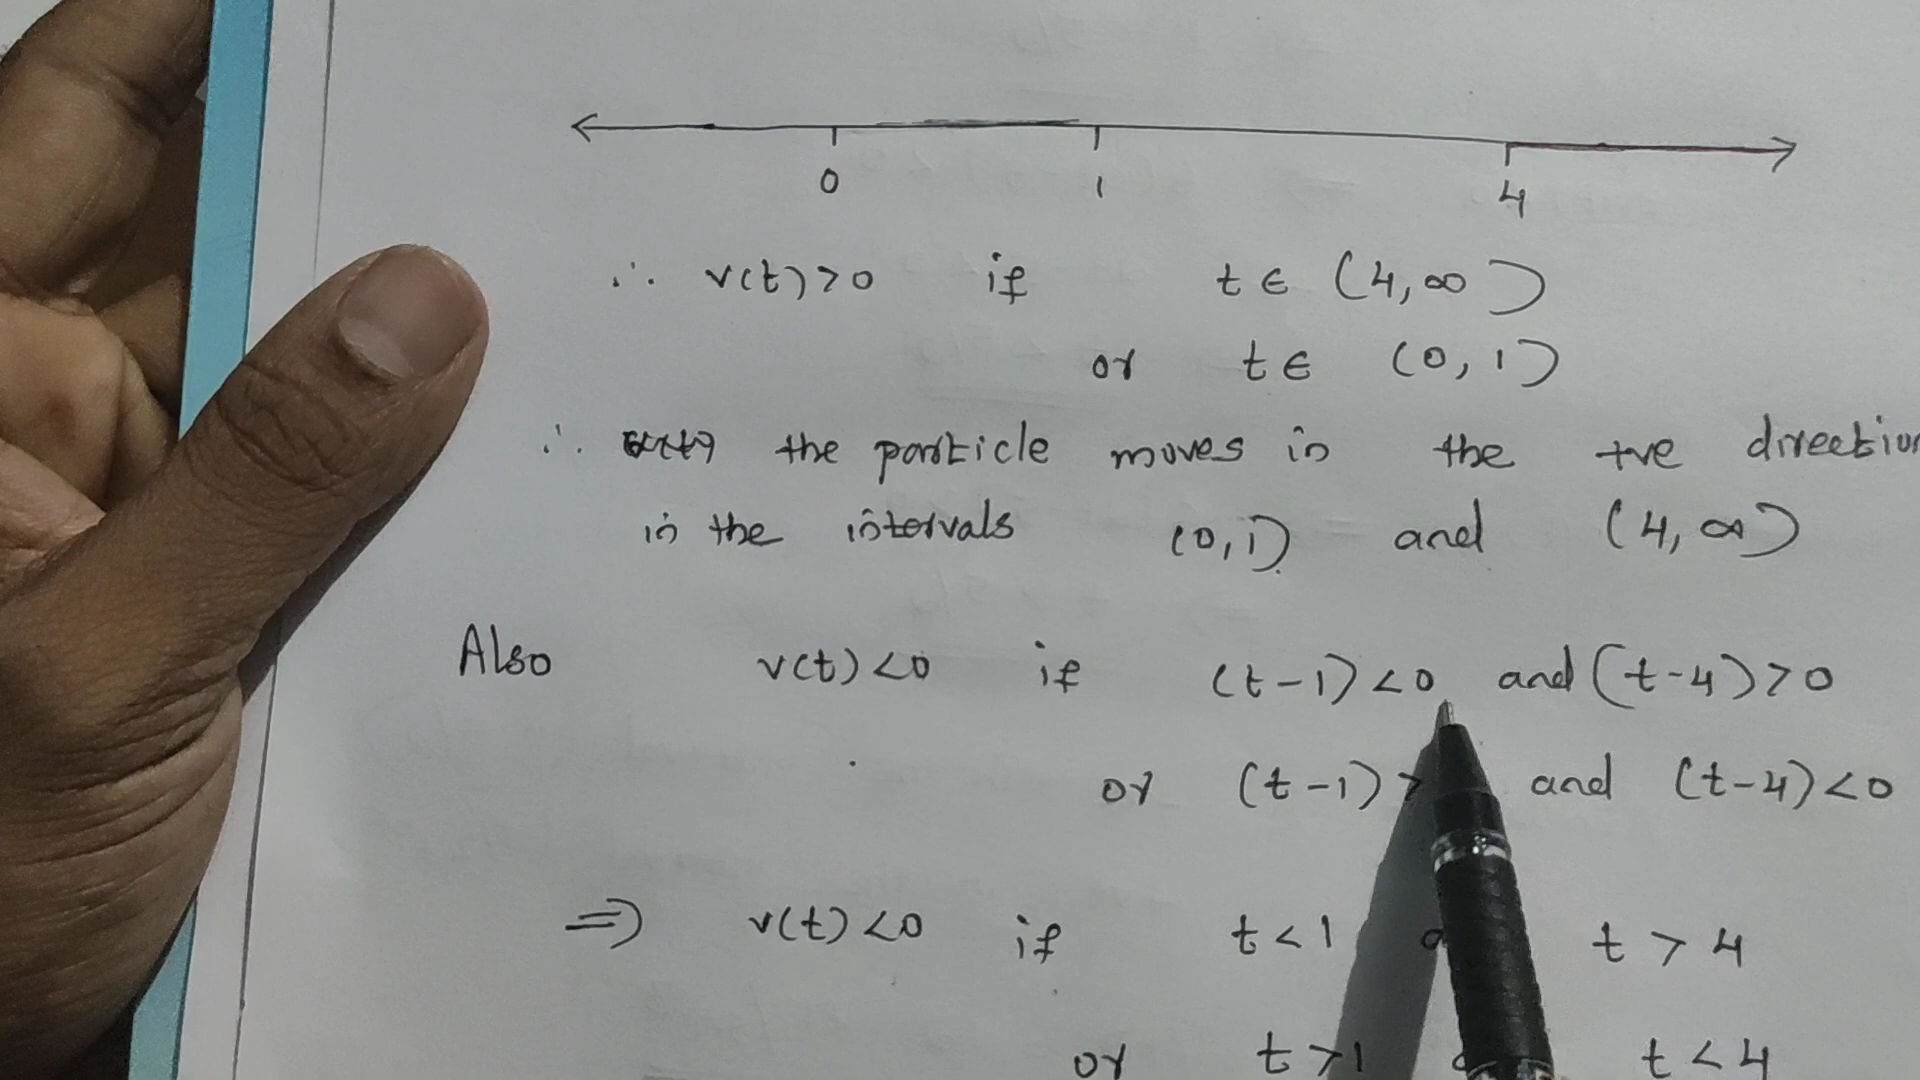 0 1 4
∴ v(t)>0 if t∈ (4,∞)
or t∈ (0,1)
∴ the particle moves in the +ve direction
in the intervals (0,1) and (4,∞)
Also v(t)<0 if (t-1)<0 and (t-4)>0
or (t-1)> and (t-4)<0
⇒ v(t)<0 if t<1 t>4
or t>1 t<4